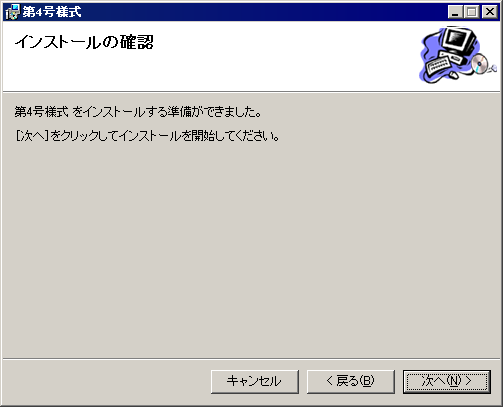 第4号様式
インストールの確認
第4号様式 をインストールする準備ができました。
[次へ]をクリックしてインストールを開始してください。
キャンセル
< 戻る(B)
次へ(N) >